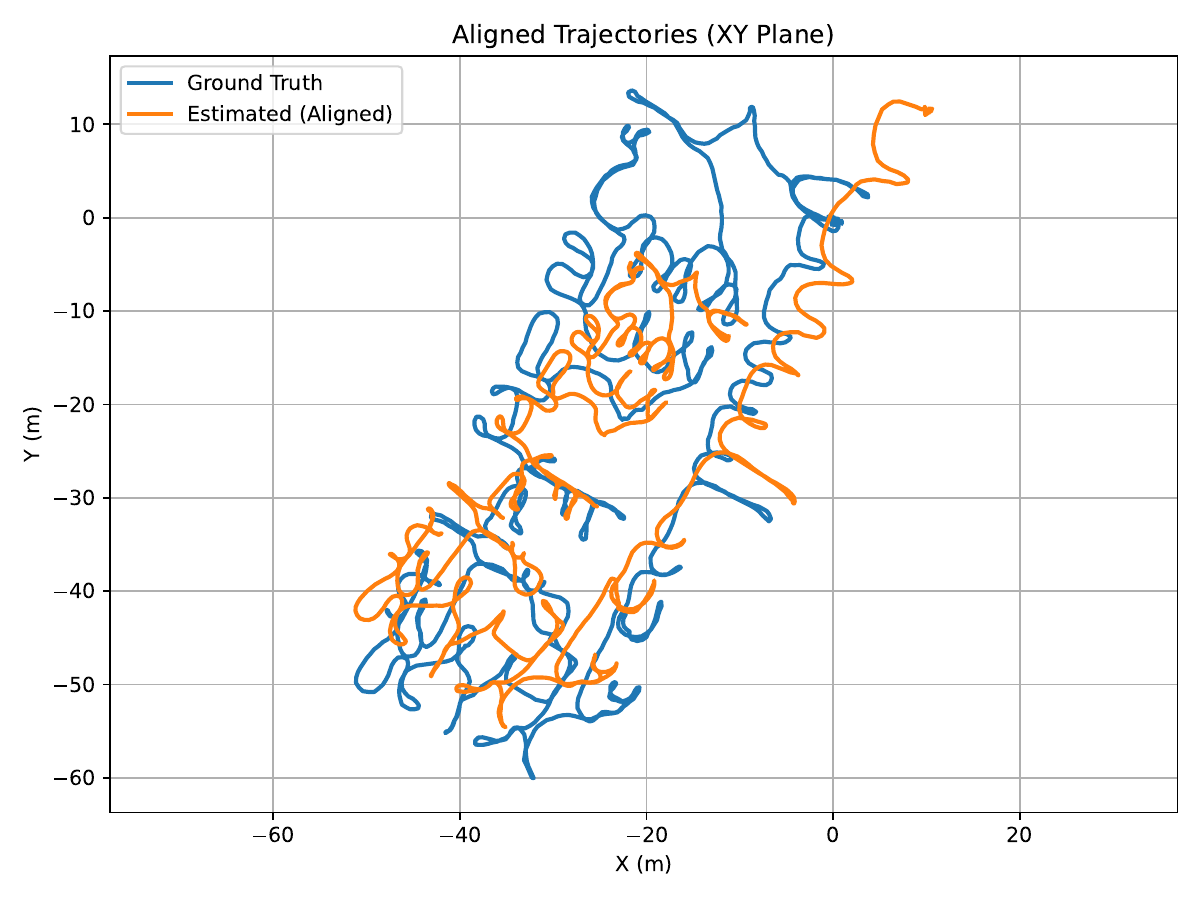 Aligned Trajectories (XY Plane)
Ground Truth
Estimated (Aligned)
10
0
−10
−20
−30
−40
−50
−60
Y (m)
−60
−40
−20
0
20
X (m)